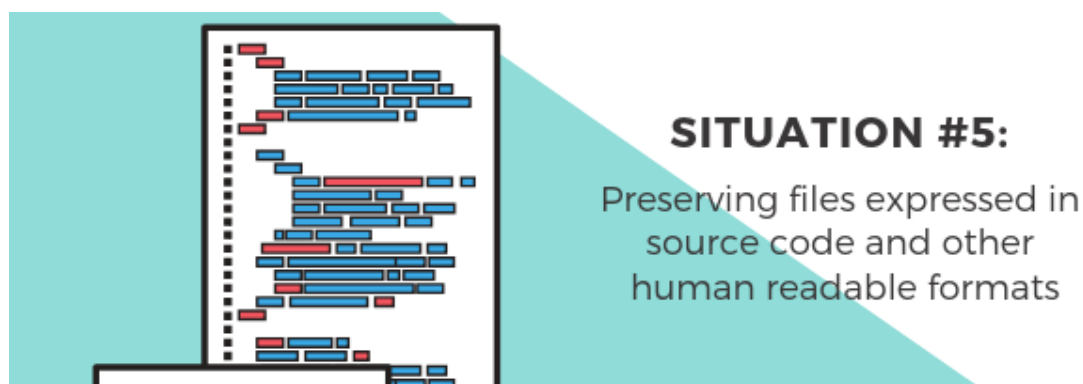 SITUATION #5:
Preserving files expressed in
source code and other
human readable formats